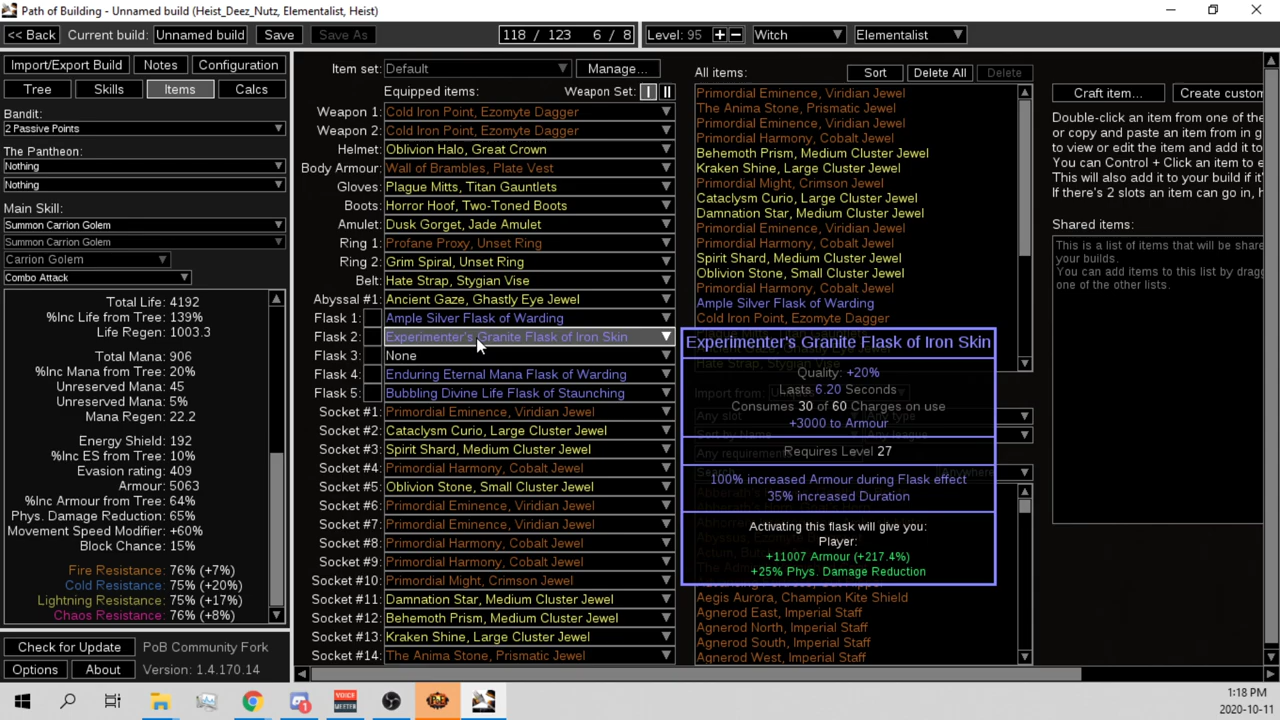 Path of Building - Unnamed build (Heist_Deez_Nutz, Elementalist, Heist)
<< Back Current build: Unnamed build Save Save As 118 / 123 6 / 8 Level: 95 Witch Elementalist
Import/Export Build Notes Configuration
Tree Skills Items Calcs
Bandit:
2 Passive Points
The Pantheon:
Nothing
Nothing
Main Skill:
Summon Carrion Golem
Summon Carrion Golem
Carrion Golem
Combo Attack
Total Life: 4192
%Inc Life from Tree: 139%
Life Regen: 1003.3
Total Mana: 906
%Inc Mana from Tree: 20%
Unreserved Mana: 45
Unreserved Mana: 5%
Mana Regen: 22.2
Energy Shield: 192
%Inc ES from Tree: 10%
Evasion rating: 409
Armour: 5063
%Inc Armour from Tree: 64%
Phys. Damage Reduction: 65%
Movement Speed Modifier: +60%
Block Chance: 15%
Fire Resistance: 76% (+7%)
Cold Resistance: 75% (+20%)
Lightning Resistance: 75% (+17%)
Chaos Resistance: 76% (+8%)
Check for Update PoB Community Fork
Options About Version: 1.4.170.14
Item set: Default Manage...
Equipped items: Weapon Set: I II
Weapon 1: Cold Iron Point, Ezomyte Dagger
Weapon 2: Cold Iron Point, Ezomyte Dagger
Helmet: Oblivion Halo, Great Crown
Body Armour: Wall of Brambles, Plate Vest
Gloves: Plague Mitts, Titan Gauntlets
Boots: Horror Hoof, Two-Toned Boots
Amulet: Dusk Gorget, Jade Amulet
Ring 1: Profane Proxy, Unset Ring
Ring 2: Grim Spiral, Unset Ring
Belt: Hate Strap, Stygian Vise
Abyssal #1: Ancient Gaze, Ghastly Eye Jewel
Flask 1: Ample Silver Flask of Warding
Flask 2: Experimenter's Granite Flask of Iron Skin
Flask 3: None
Flask 4: Enduring Eternal Mana Flask of Warding
Flask 5: Bubbling Divine Life Flask of Staunching
Socket #1: Primordial Eminence, Viridian Jewel
Socket #2: Cataclysm Curio, Large Cluster Jewel
Socket #3: Spirit Shard, Medium Cluster Jewel
Socket #4: Primordial Harmony, Cobalt Jewel
Socket #5: Oblivion Stone, Small Cluster Jewel
Socket #6: Primordial Eminence, Viridian Jewel
Socket #7: Primordial Eminence, Viridian Jewel
Socket #8: Primordial Harmony, Cobalt Jewel
Socket #9: Primordial Harmony, Cobalt Jewel
Socket #10: Primordial Might, Crimson Jewel
Socket #11: Damnation Star, Medium Cluster Jewel
Socket #12: Behemoth Prism, Medium Cluster Jewel
Socket #13: Kraken Shine, Large Cluster Jewel
Socket #14: The Anima Stone, Prismatic Jewel
All items: Sort Delete All Delete
Primordial Eminence, Viridian Jewel
The Anima Stone, Prismatic Jewel
Primordial Eminence, Viridian Jewel
Primordial Harmony, Cobalt Jewel
Behemoth Prism, Medium Cluster Jewel
Kraken Shine, Large Cluster Jewel
Primordial Might, Crimson Jewel
Cataclysm Curio, Large Cluster Jewel
Damnation Star, Medium Cluster Jewel
Primordial Eminence, Viridian Jewel
Primordial Harmony, Cobalt Jewel
Spirit Shard, Medium Cluster Jewel
Oblivion Stone, Small Cluster Jewel
Primordial Harmony, Cobalt Jewel
Ample Silver Flask of Warding
Cold Iron Point, Ezomyte Dagger
Experimenter's Granite Flask of Iron Skin
Quality: +20%
Lasts 6.20 Seconds
Consumes 30 of 60 Charges on use
+3000 to Armour
Requires Level 27
100% increased Armour during Flask effect
35% increased Duration
Activating this flask will give you:
Player:
+11007 Armour (+217.4%)
+25% Phys. Damage Reduction
Aegis Aurora, Champion Kite Shield
Agnerod East, Imperial Staff
Agnerod North, Imperial Staff
Agnerod South, Imperial Staff
Agnerod West, Imperial Staff
Craft item... Create custom
Double-click an item from one of the
or copy and paste an item from in g
to view or edit the item and add it to
You can Control + Click an item to e
This will also add it to your build if it'
If there's 2 slots an item can go in, h
Shared items:
This is a list of items that will be share
your builds.
You can add items to this list by dragg
one of the other lists.
VOICE
MEETER
1:18 PM
2020-10-11